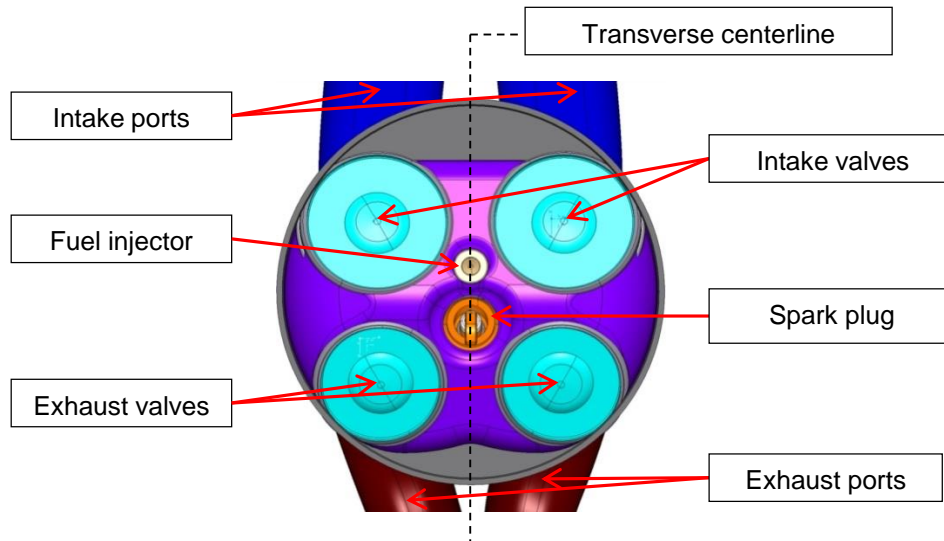 Transverse centerline
Intake ports
Intake valves
Fuel injector
Spark plug
Exhaust valves
Exhaust ports